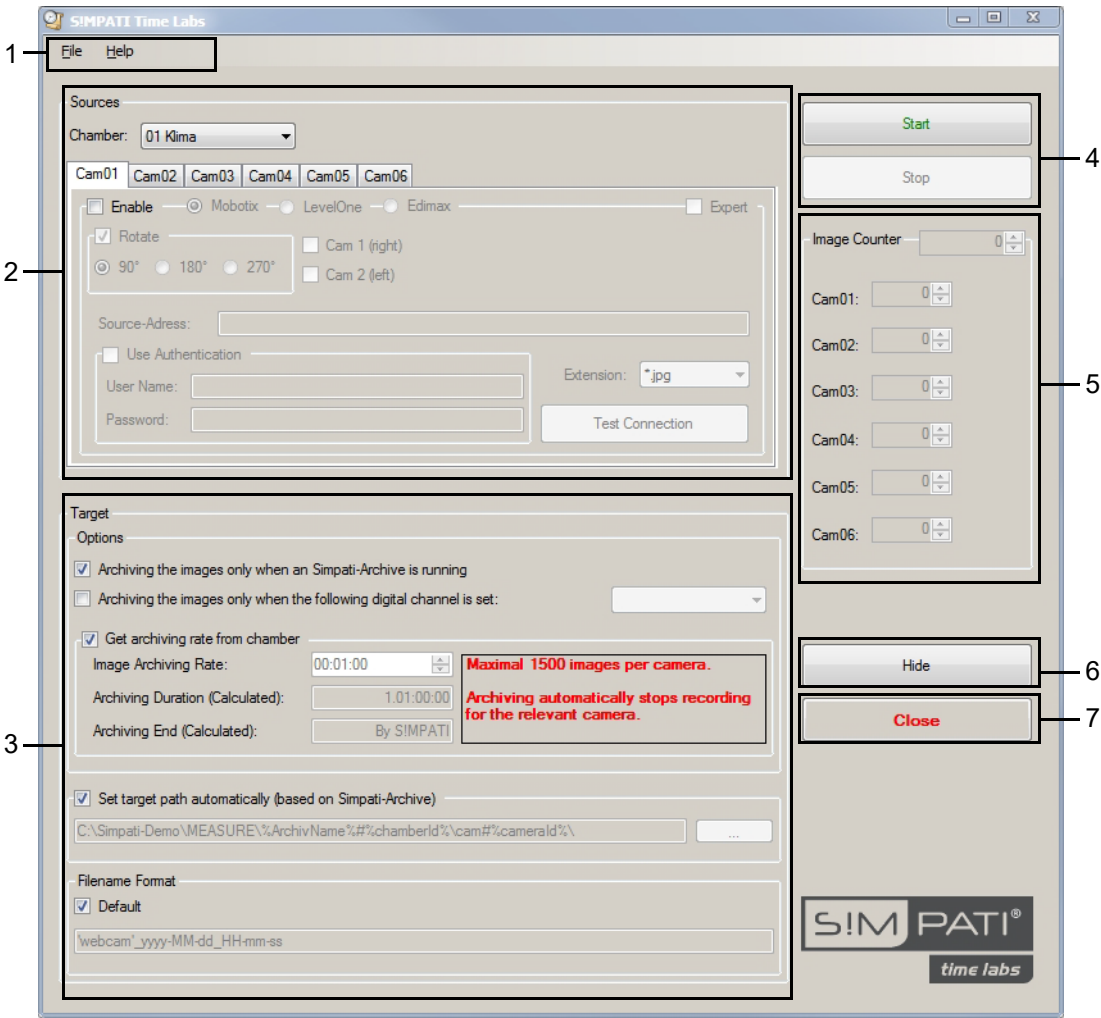 S!MPATI Time Labs
1
File Help
Sources
Chamber: 01 Klima
Cam01 Cam02 Cam03 Cam04 Cam05 Cam06
Enable Mobotix LevelOne Edimax Expert
Rotate
90° 180° 270°
Cam 1 (right)
Cam 2 (left)
2
Source-Adress:
Use Authentication
User Name:
Password:
Extension: *.jpg
Test Connection
Start
Stop
4
Image Counter 0
Cam01: 0
Cam02: 0
Cam03: 0
Cam04: 0
Cam05: 0
Cam06: 0
5
Target
Options
Archiving the images only when an Simpati-Archive is running
Archiving the images only when the following digital channel is set:
Get archiving rate from chamber
Image Archiving Rate: 00:01:00
Archiving Duration (Calculated): 1.01:00:00
Archiving End (Calculated): By S!MPATI
Maximal 1500 images per camera.
Archiving automatically stops recording
for the relevant camera.
3
Set target path automatically (based on Simpati-Archive)
C:\Simpati-Demo\MEASURE\%ArchivName%#%chamberId%\cam#%cameraId%\
...
Filename Format
Default
'webcam'_yyyy-MM-dd_HH-mm-ss
Hide
6
Close
7
S!MPATI®
time labs